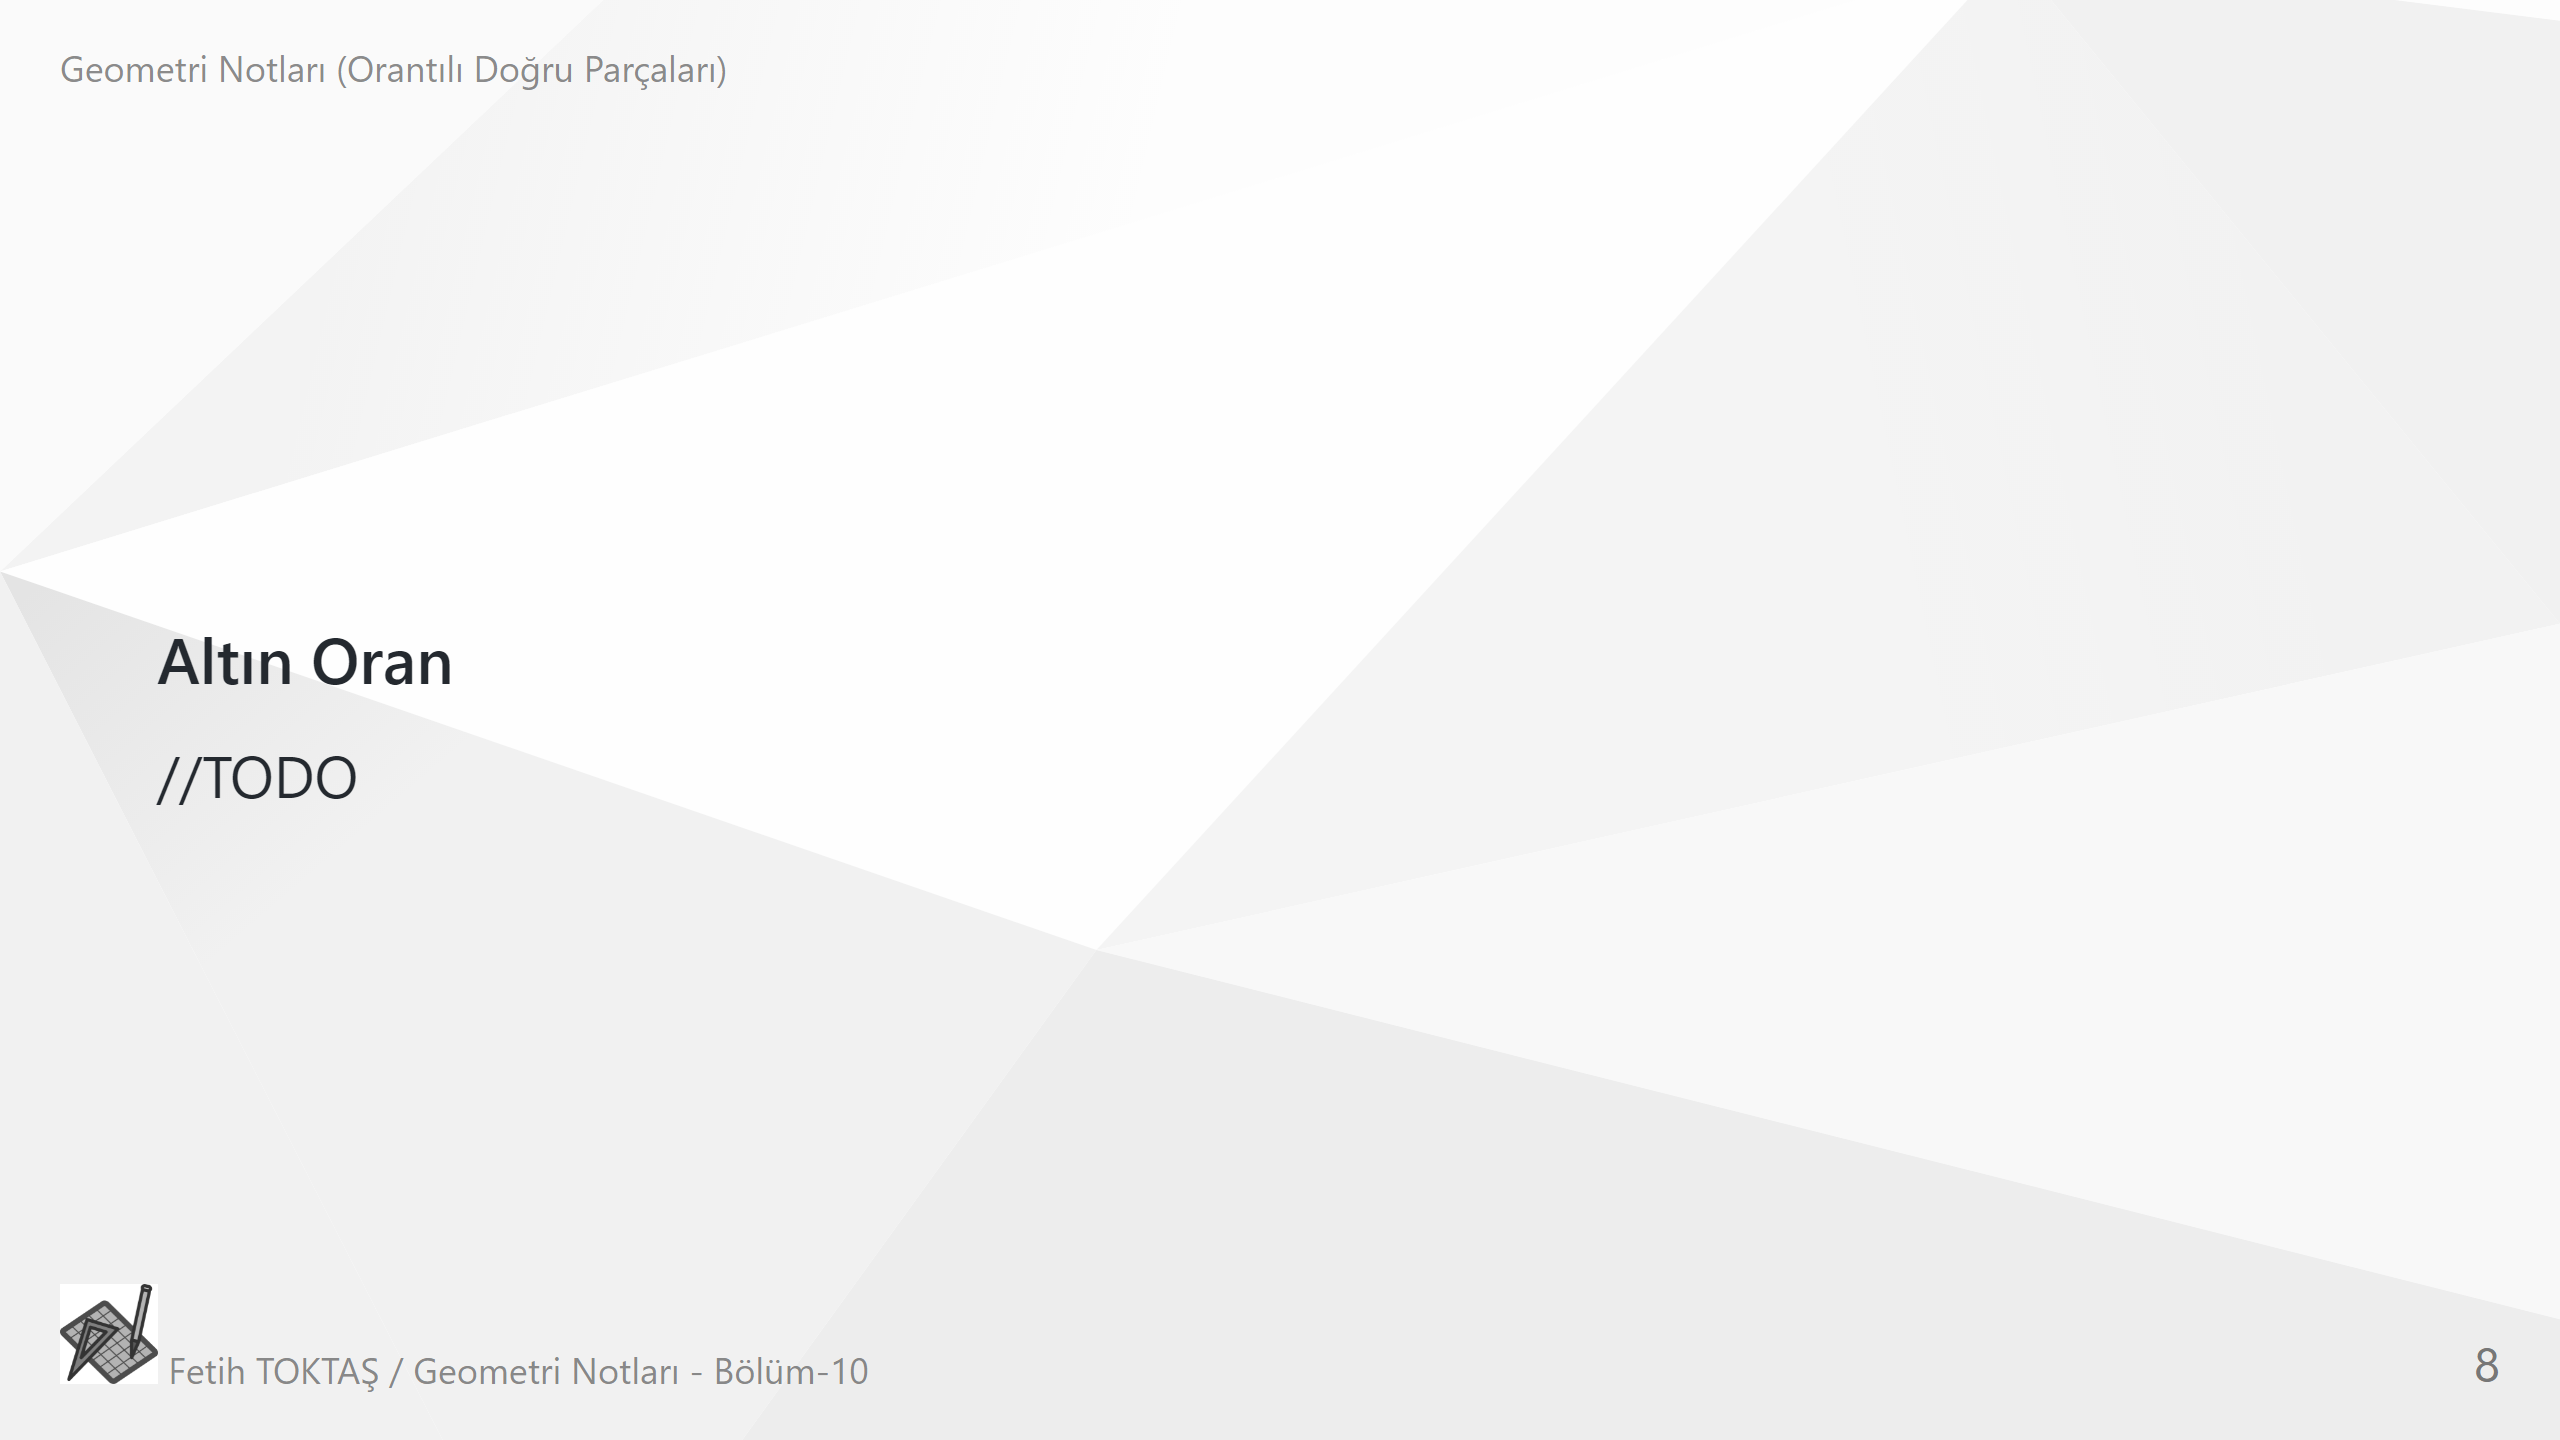 Geometri Notları (Orantılı Doğru Parçaları)
Altın Oran
//TODO
Fetih TOKTAŞ / Geometri Notları - Bölüm-10
8